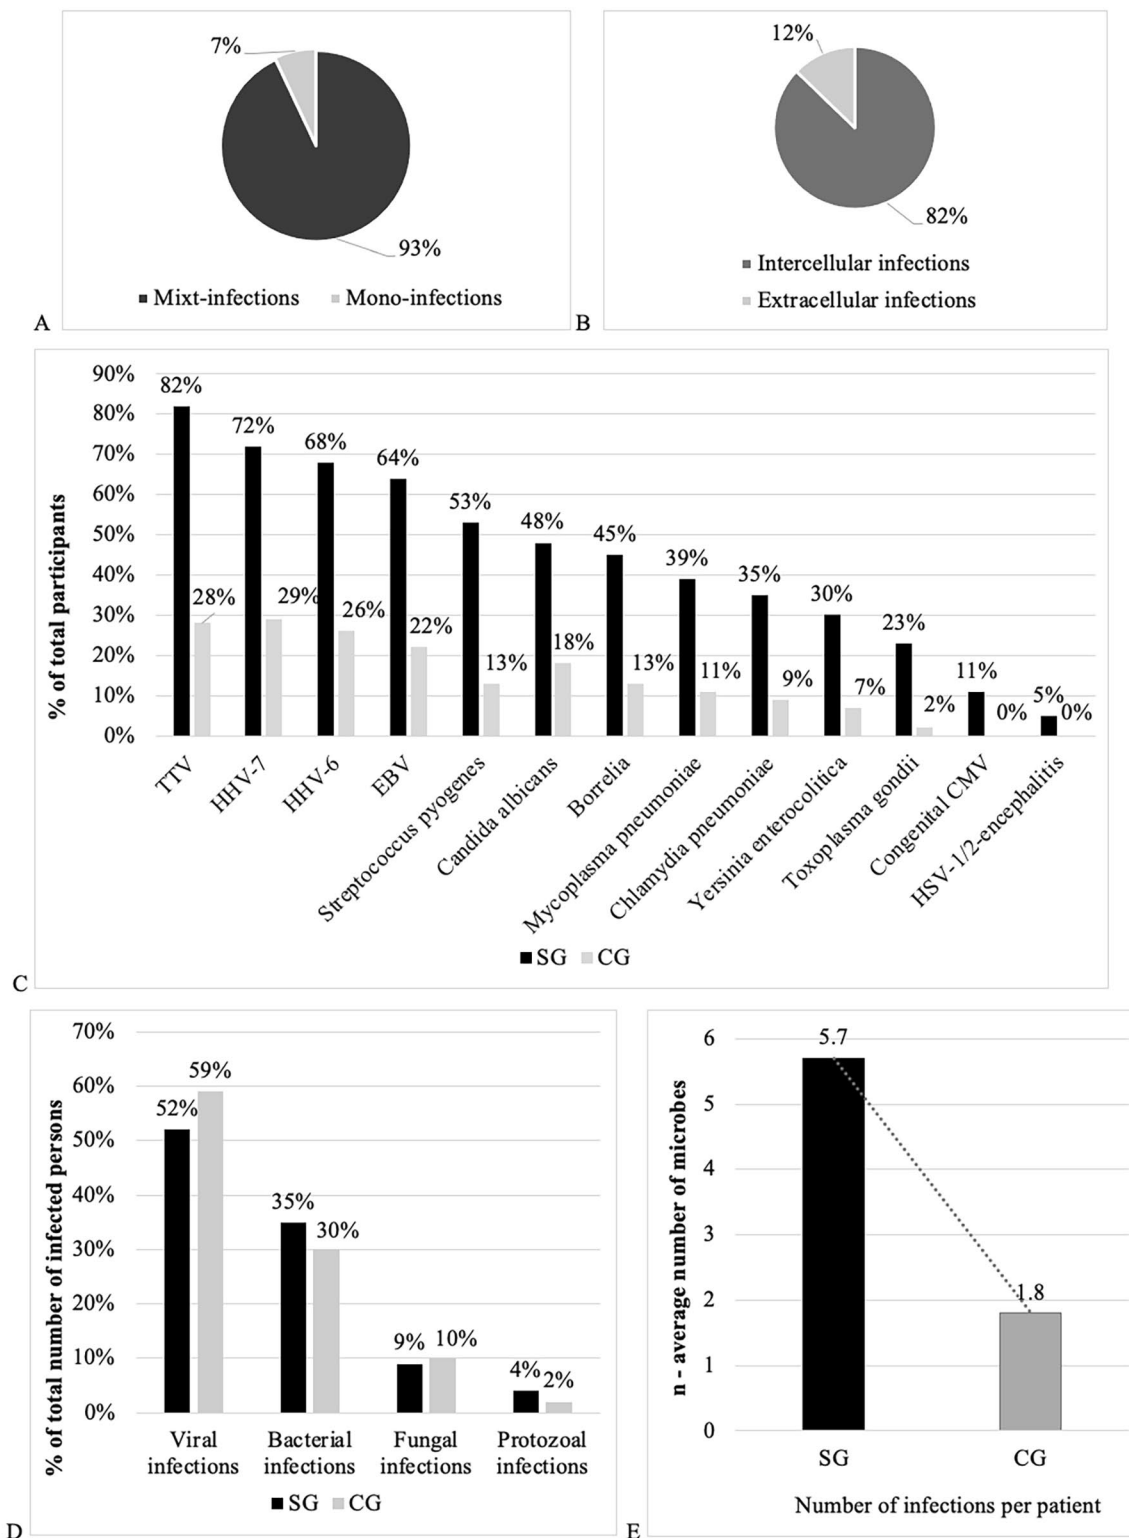 7%
93%
Mixt-infections Mono-infections
A
12%
82%
Intercellular infections
Extracellular infections
B
% of total participants
90%
80%
70%
60%
50%
40%
30%
20%
10%
0%
82% 28%
72% 29%
68% 26%
64% 22%
53% 13%
48% 18%
45% 13%
39% 11%
35% 9%
30% 7%
23% 2%
11% 0%
5% 0%
TTV
HHV-7
HHV-6
EBV
Streptococcus pyogenes
Candida albicans
Borrelia
Mycoplasma pneumoniae
Chlamydia pneumoniae
Yersinia enterocolitica
Toxoplasma gondii
Congenital CMV
HSV-1/2-encephalitis
SG CG
C
% of total number of infected persons
70%
60%
50%
40%
30%
20%
10%
0%
52% 59%
35% 30%
9% 10%
4% 2%
Viral
infections
Bacterial
infections
Fungal
infections
Protozoal
infections
SG CG
D
n - average number of microbes
6
5
4
3
2
1
0
5.7
1.8
SG CG
Number of infections per patient
E